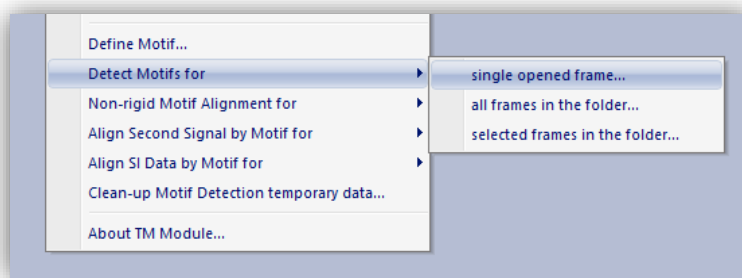 Define Motif...
Detect Motifs for
single opened frame...
Non-rigid Motif Alignment for
all frames in the folder...
Align Second Signal by Motif for
selected frames in the folder...
Align SI Data by Motif for
Clean-up Motif Detection temporary data...
About TM Module...